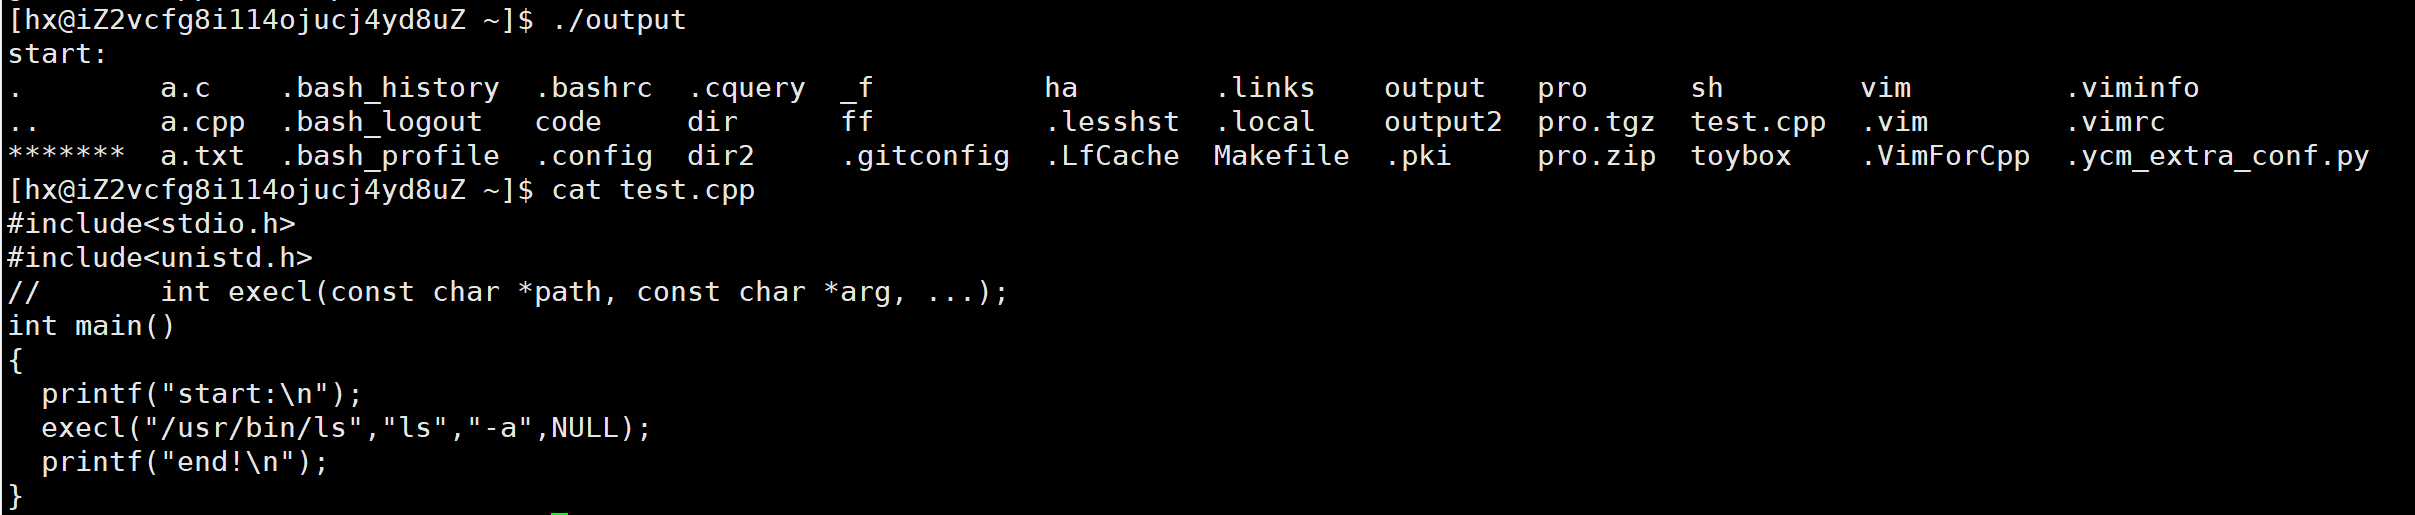 [hx@iZ2vcfg8i114ojucj4yd8uZ ~]$ ./output
start:
.        a.c    .bash_history  .bashrc  .cquery  _f          ha        .links    output   pro      sh        vim         .viminfo
..       a.cpp  .bash_logout   code     dir      ff          .lesshst  .local    output2  pro.tgz  test.cpp  .vim        .vimrc
*******  a.txt  .bash_profile  .config  dir2     .gitconfig  .LfCache  Makefile  .pki     pro.zip  toybox    .VimForCpp  .ycm_extra_conf.py
[hx@iZ2vcfg8i114ojucj4yd8uZ ~]$ cat test.cpp
#include<stdio.h>
#include<unistd.h>
//       int execl(const char *path, const char *arg, ...);
int main()
{
  printf("start:\n");
  execl("/usr/bin/ls","ls","-a",NULL);
  printf("end!\n");
}